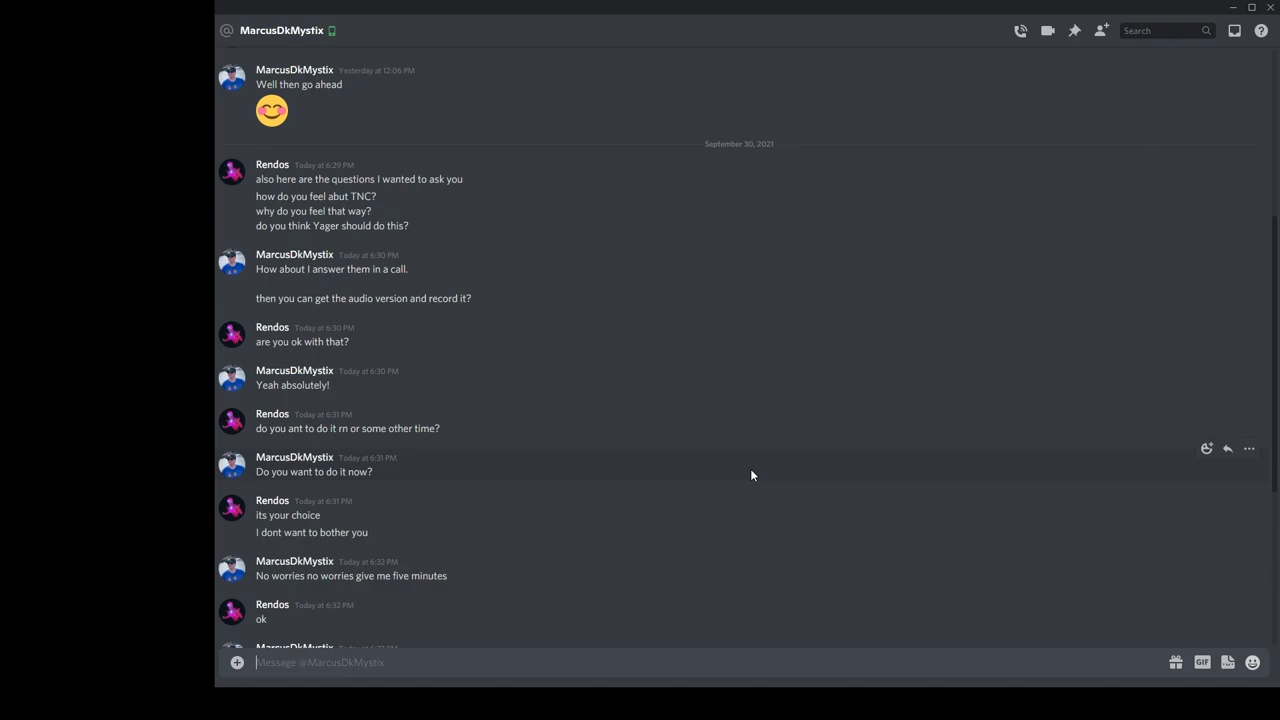 MarcusDkMystix
Search
MarcusDkMystix Yesterday at 12:06 PM
Well then go ahead
September 30, 2021
Rendos Today at 6:29 PM
also here are the questions I wanted to ask you
how do you feel abut TNC?
why do you feel that way?
do you think Yager should do this?
MarcusDkMystix Today at 6:30 PM
How about I answer them in a call.
then you can get the audio version and record it?
Rendos Today at 6:30 PM
are you ok with that?
MarcusDkMystix Today at 6:30 PM
Yeah absolutely!
Rendos Today at 6:31 PM
do you ant to do it rn or some other time?
MarcusDkMystix Today at 6:31 PM
Do you want to do it now?
Rendos Today at 6:31 PM
its your choice
I dont want to bother you
MarcusDkMystix Today at 6:32 PM
No worries no worries give me five minutes
Rendos Today at 6:32 PM
ok
MarcusDkMystix
Message @MarcusDkMystix
GIF